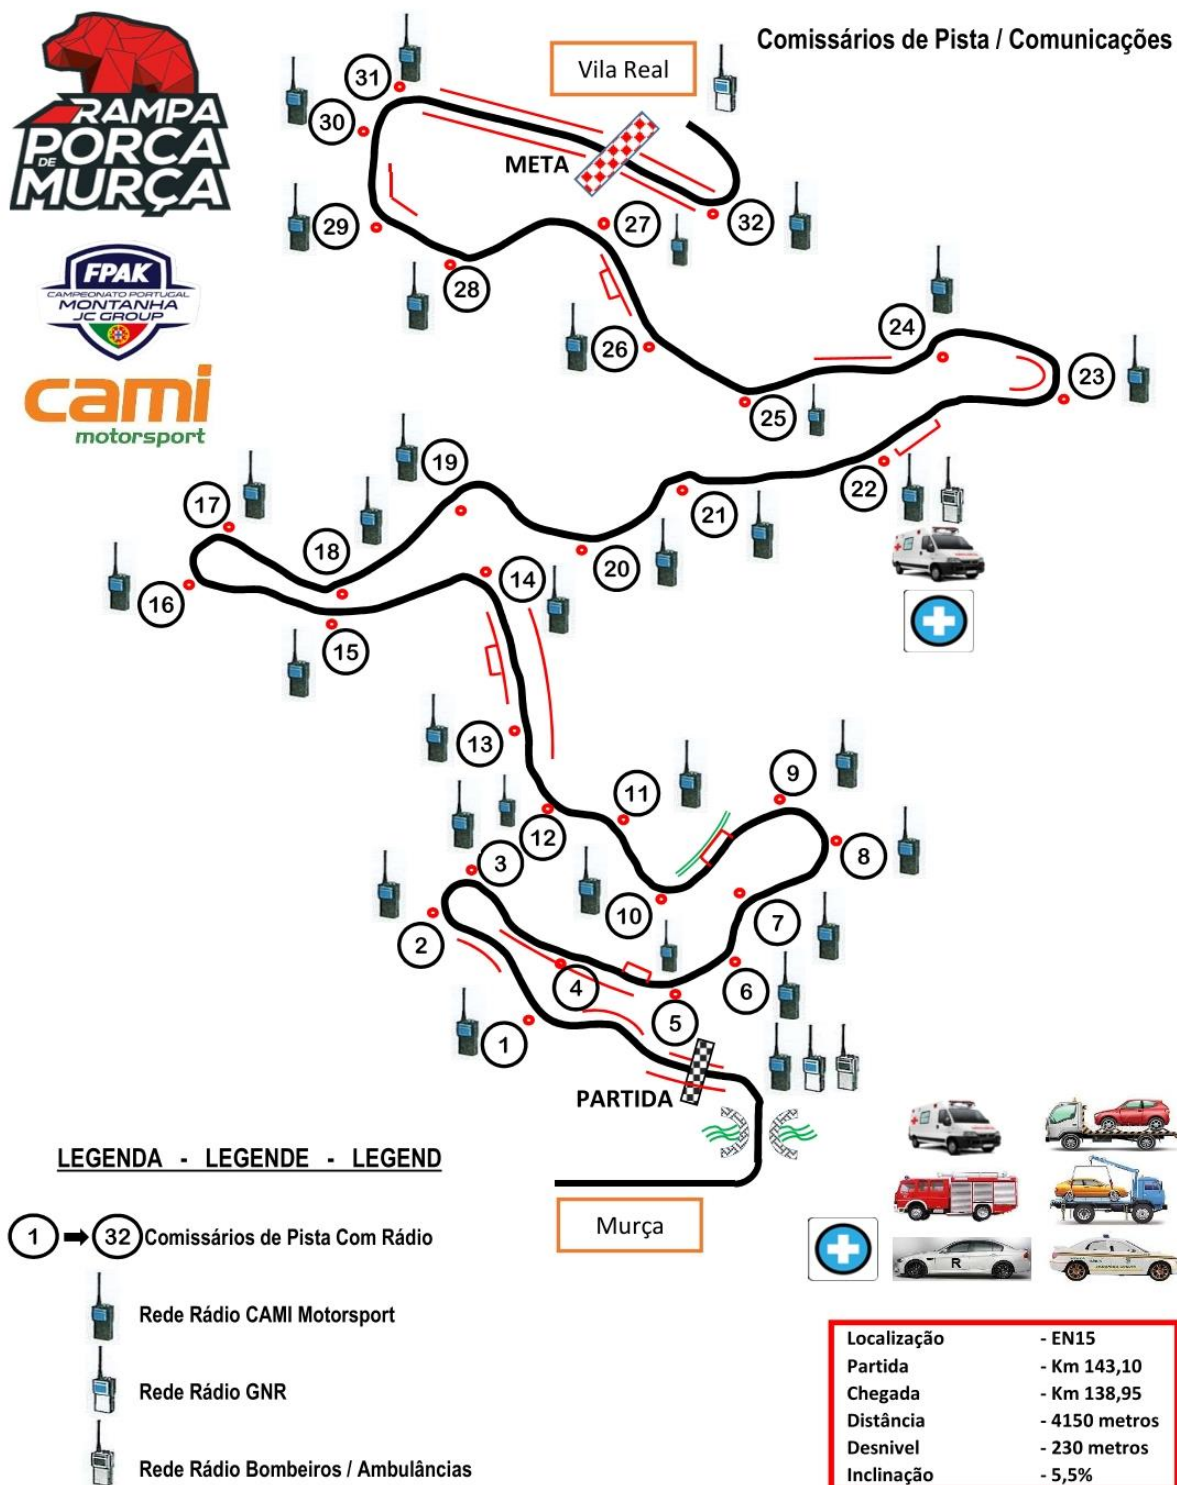 Comissários de Pista / Comunicações
RAMPA
PORCA
DE
MURÇA
FPAK
CAMPEONATO PORTUGAL
MONTANHA
JC GROUP
cami
motorsport
Vila Real
31
30
META
29
27
32
28
26
24
23
25
19
22
17
21
18
20
14
16
15
13
9
11
12
3
8
10
7
2
4
6
5
1
PARTIDA
Murça
R
LEGENDA - LEGENDE - LEGEND
1 32 Comissários de Pista Com Rádio
Rede Rádio CAMI Motorsport
Rede Rádio GNR
Rede Rádio Bombeiros / Ambulâncias
Localização - EN15
Partida - Km 143,10
Chegada - Km 138,95
Distância - 4150 metros
Desnivel - 230 metros
Inclinação - 5,5%